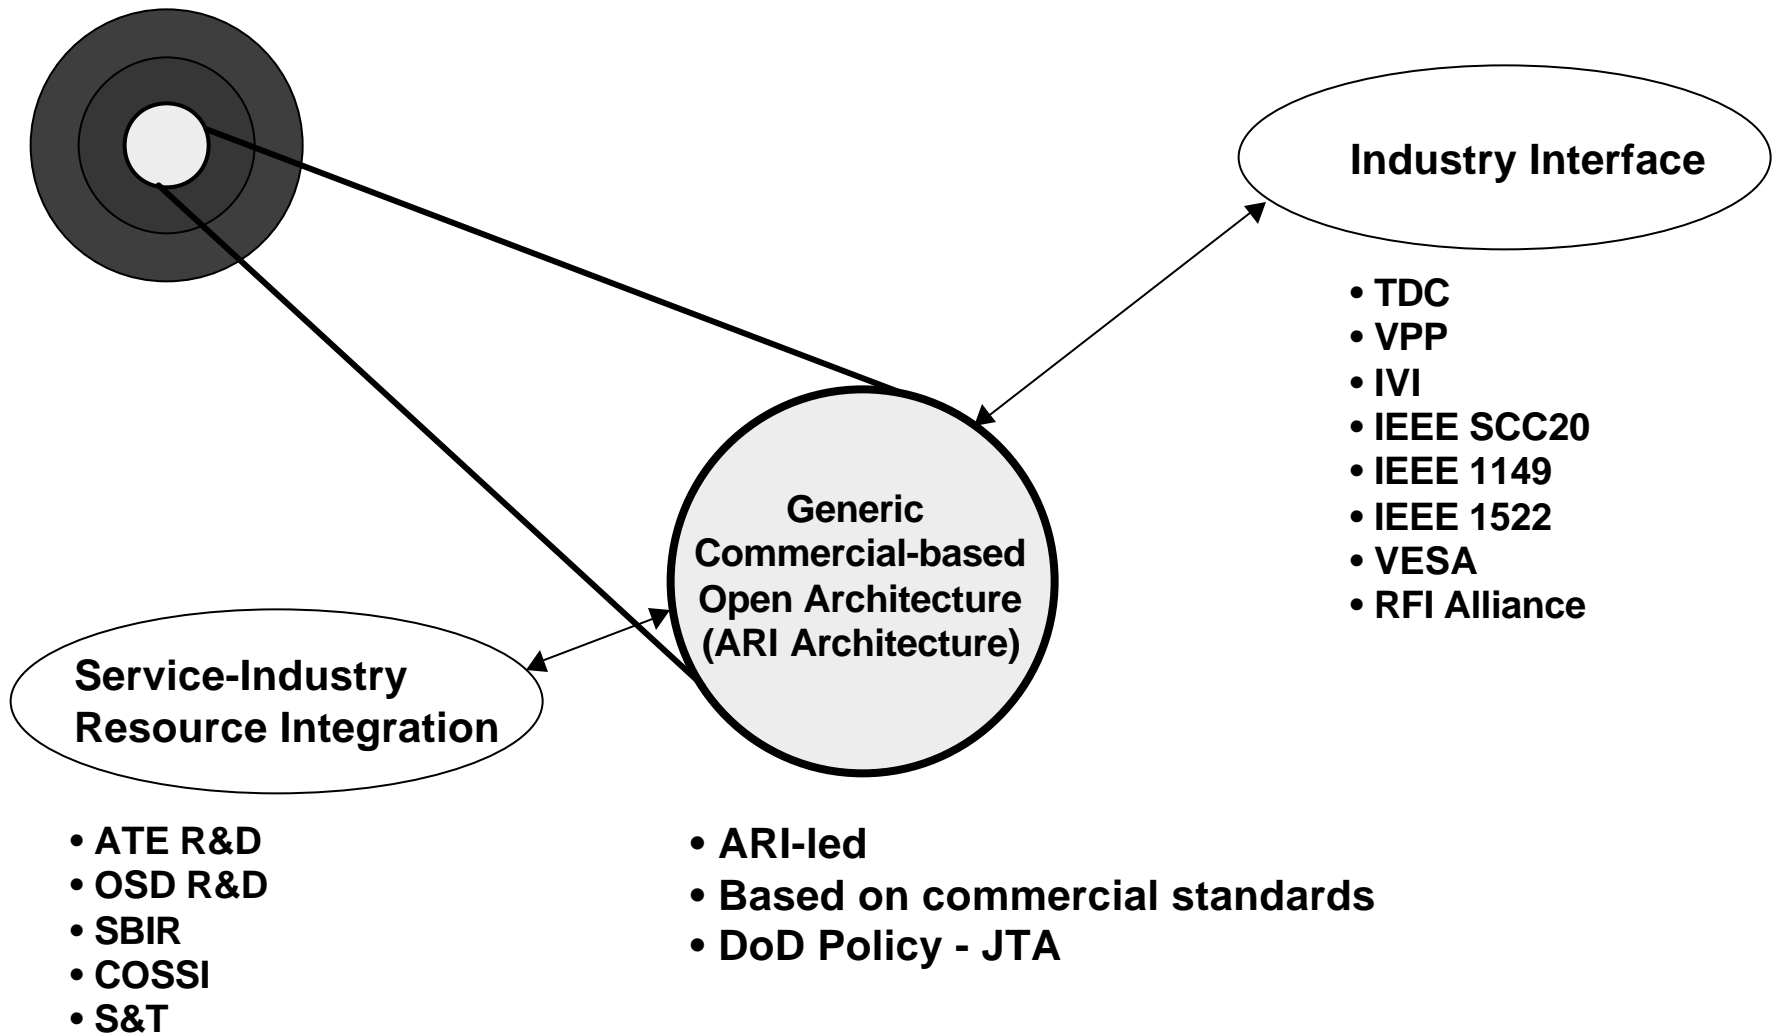 Industry Interface
• TDC
• VPP
• IVI
• IEEE SCC20
• IEEE 1149
• IEEE 1522
• VESA
• RFI Alliance
Generic
Commercial-based
Open Architecture
(ARI Architecture)
• ARI-led
• Based on commercial standards
• DoD Policy - JTA
Service-Industry
Resource Integration
• ATE R&D
• OSD R&D
• SBIR
• COSSI
• S&T